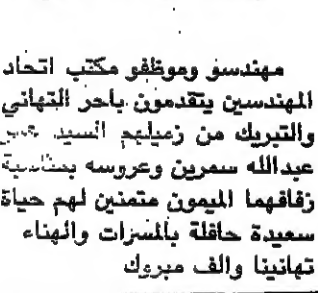 مهندسو وموظفو مكتب اتحاد
المهندسين يتقدمون باحر التهاني
والتبريك من زميلهم السيد
عبدالله سمرين وعروسه بمناسبة
زفافهما الميمون متمنين لهم حياة
سعيدة حافلة بالمسرات والهناء
تهانينا والف مبروك